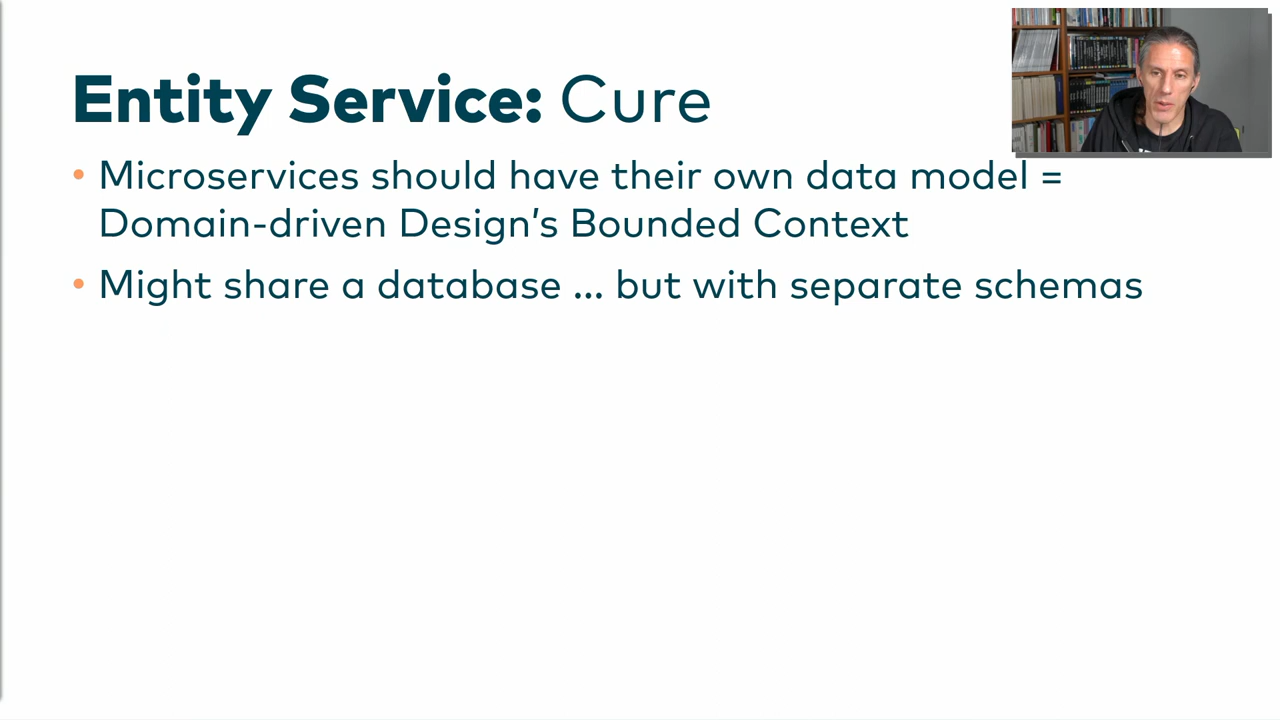 Entity Service: Cure
• Microservices should have their own data model =
Domain-driven Design’s Bounded Context
• Might share a database ... but with separate schemas